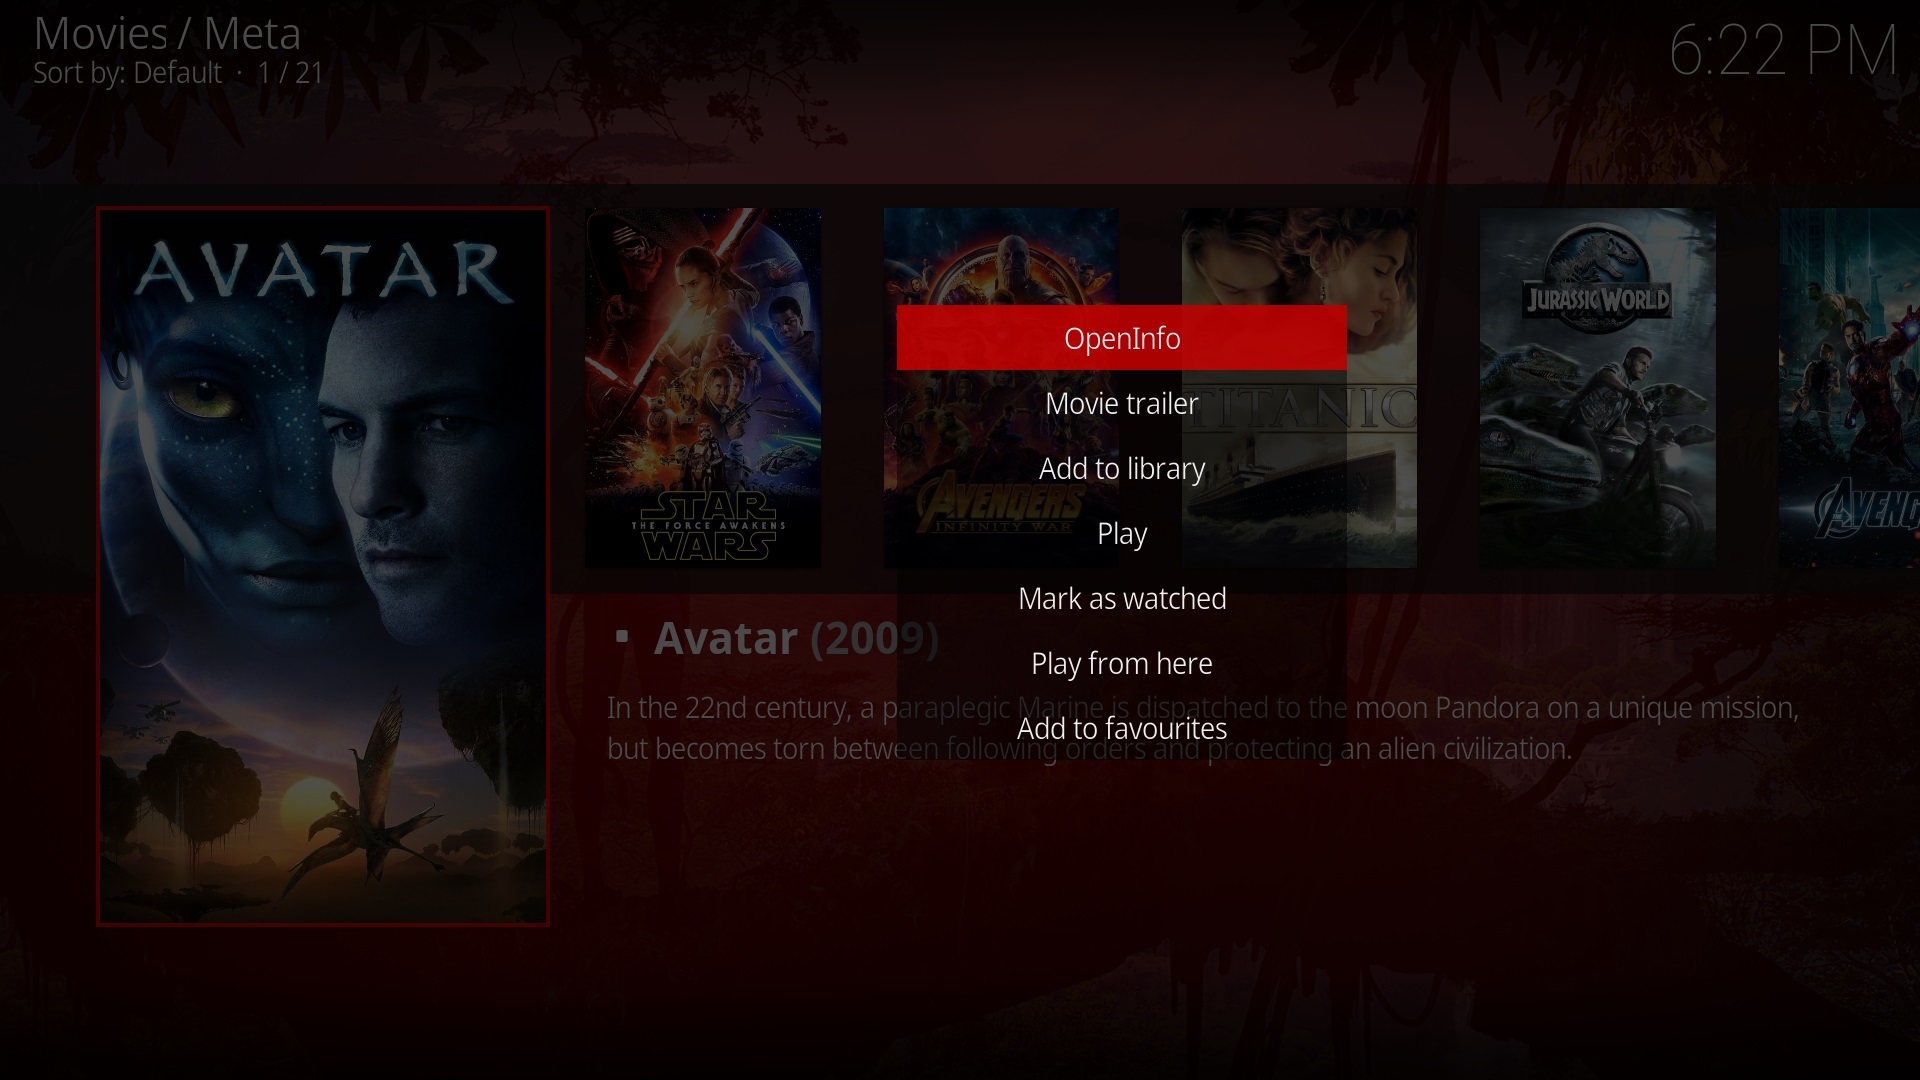 Movies / Meta
Sort by: Default · 1 / 21
6:22 PM
AVATAR
STAR
THE FORCE AWAKENS
WARS
AVENGERS
INFINITY WAR
TITANIC
JURASSIC WORLD
AVENG
OpenInfo
Movie trailer
Add to library
Play
Mark as watched
Play from here
Add to favourites
▪ Avatar (2009)
In the 22nd century, a paraplegic Marine is dispatched to the moon Pandora on a unique mission,
but becomes torn between following orders and protecting an alien civilization.